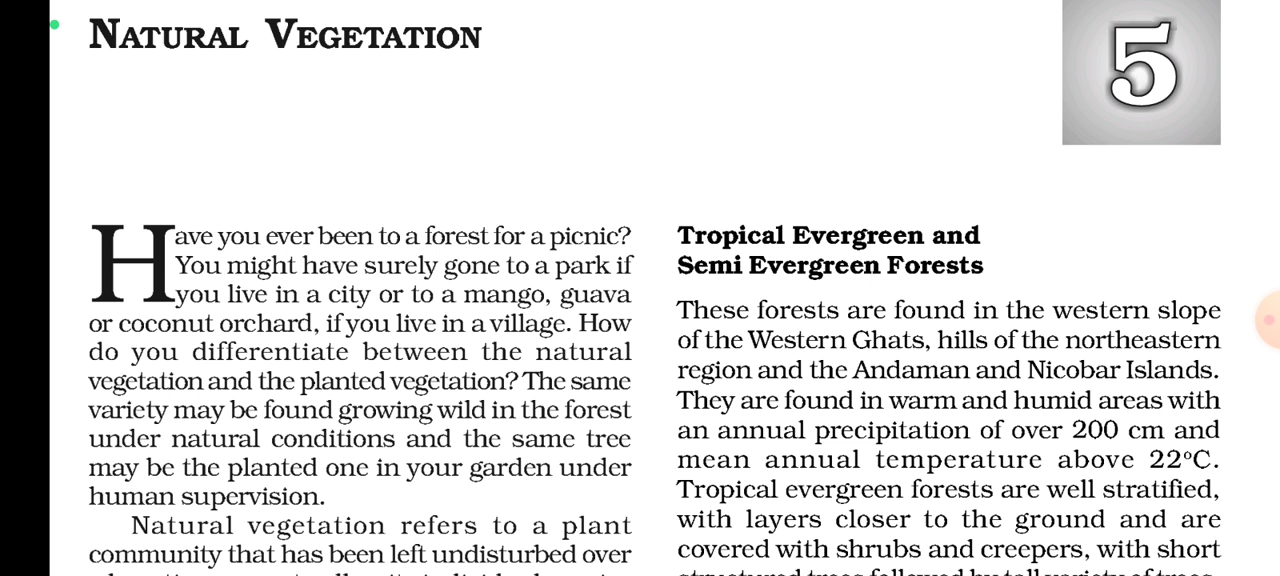 NATURAL VEGETATION
5
Have you ever been to a forest for a picnic?
You might have surely gone to a park if
you live in a city or to a mango, guava
or coconut orchard, if you live in a village. How
do you differentiate between the natural
vegetation and the planted vegetation? The same
variety may be found growing wild in the forest
under natural conditions and the same tree
may be the planted one in your garden under
human supervision.
Natural vegetation refers to a plant
community that has been left undisturbed over
Tropical Evergreen and
Semi Evergreen Forests
These forests are found in the western slope
of the Western Ghats, hills of the northeastern
region and the Andaman and Nicobar Islands.
They are found in warm and humid areas with
an annual precipitation of over 200 cm and
mean annual temperature above 22°C.
Tropical evergreen forests are well stratified,
with layers closer to the ground and are
covered with shrubs and creepers, with short
structured trees followed by tall variety of trees.